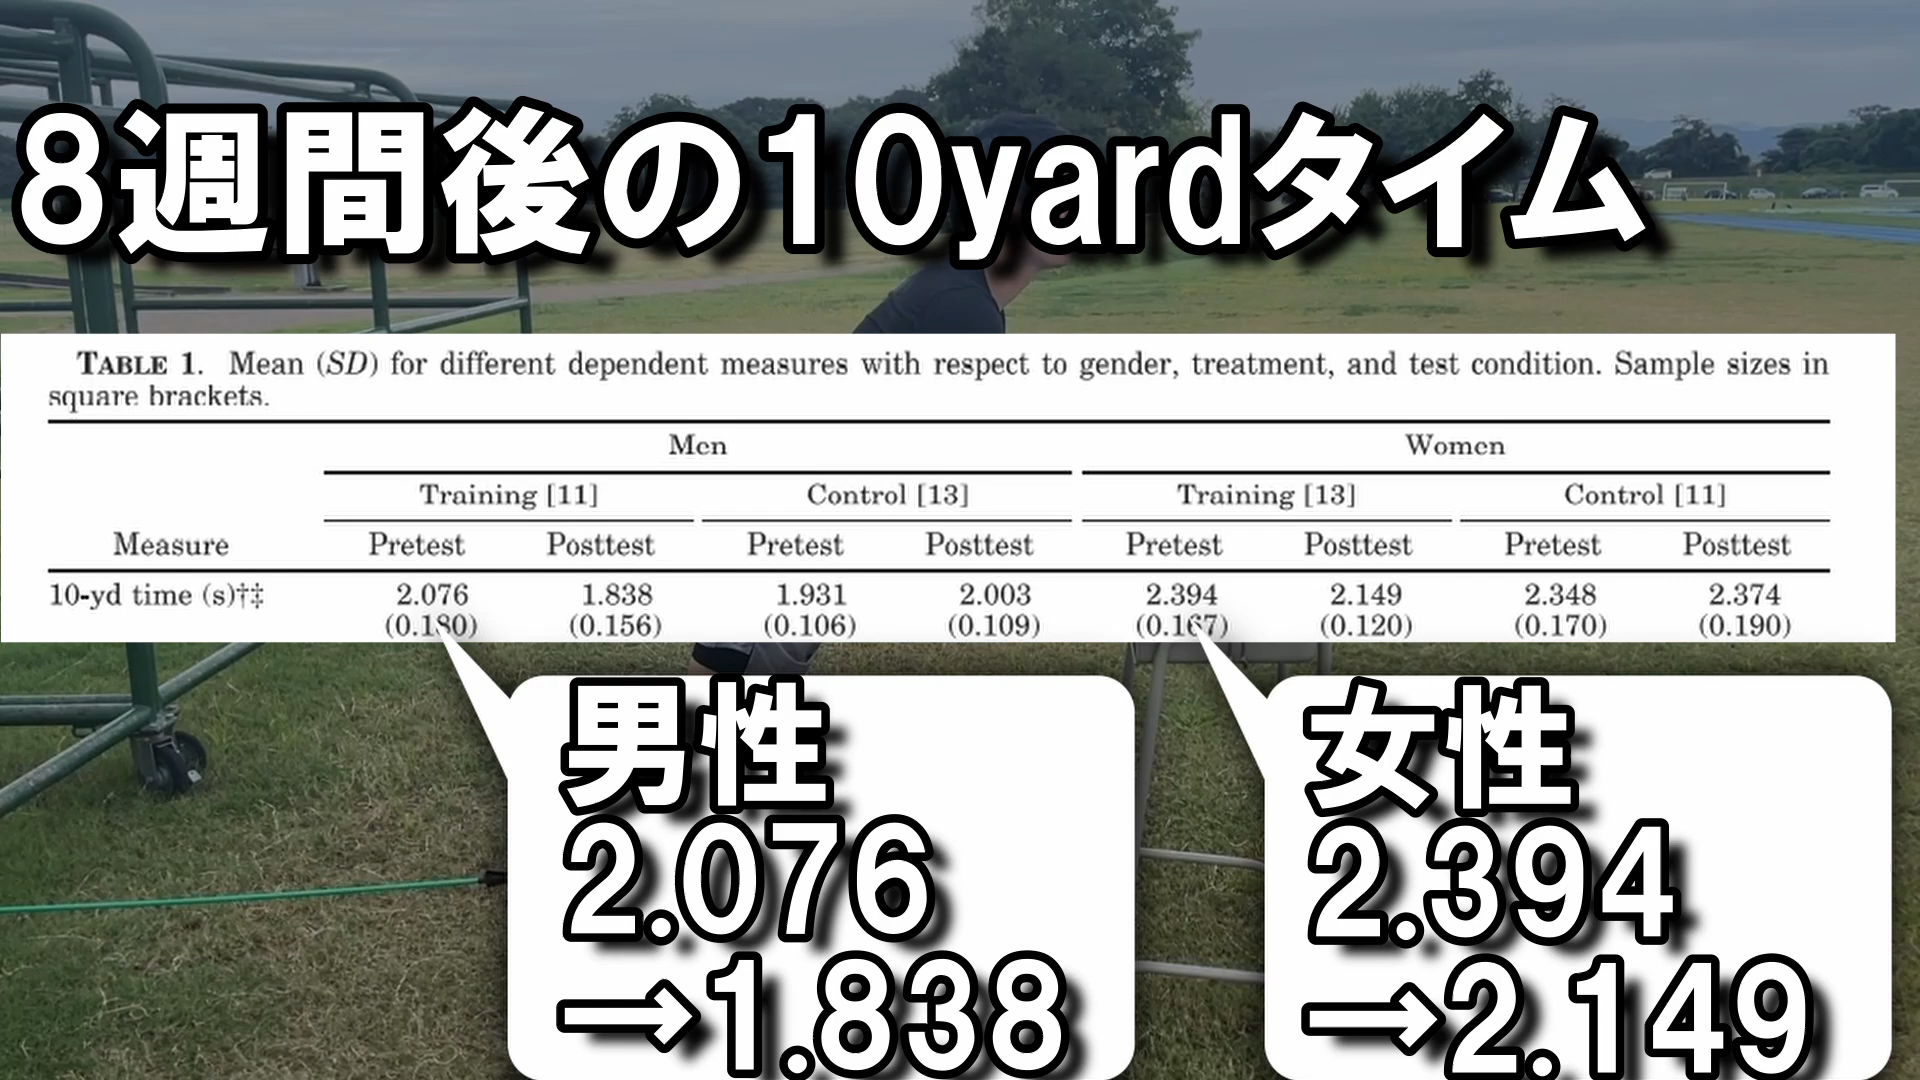 8週間後の10yardタイム
TABLE 1. Mean (SD) for different dependent measures with respect to gender, treatment, and test condition. Sample sizes in
square brackets.
Men Women
Training [11] Control [13] Training [13] Control [11]
Measure Pretest Posttest Pretest Posttest Pretest Posttest Pretest Posttest
10-yd time (s)†‡ 2.076 1.838 1.931 2.003 2.394 2.149 2.348 2.374
(0.180) (0.156) (0.106) (0.109) (0.167) (0.120) (0.170) (0.190)
男性
2.076
→1.838
女性
2.394
→2.149